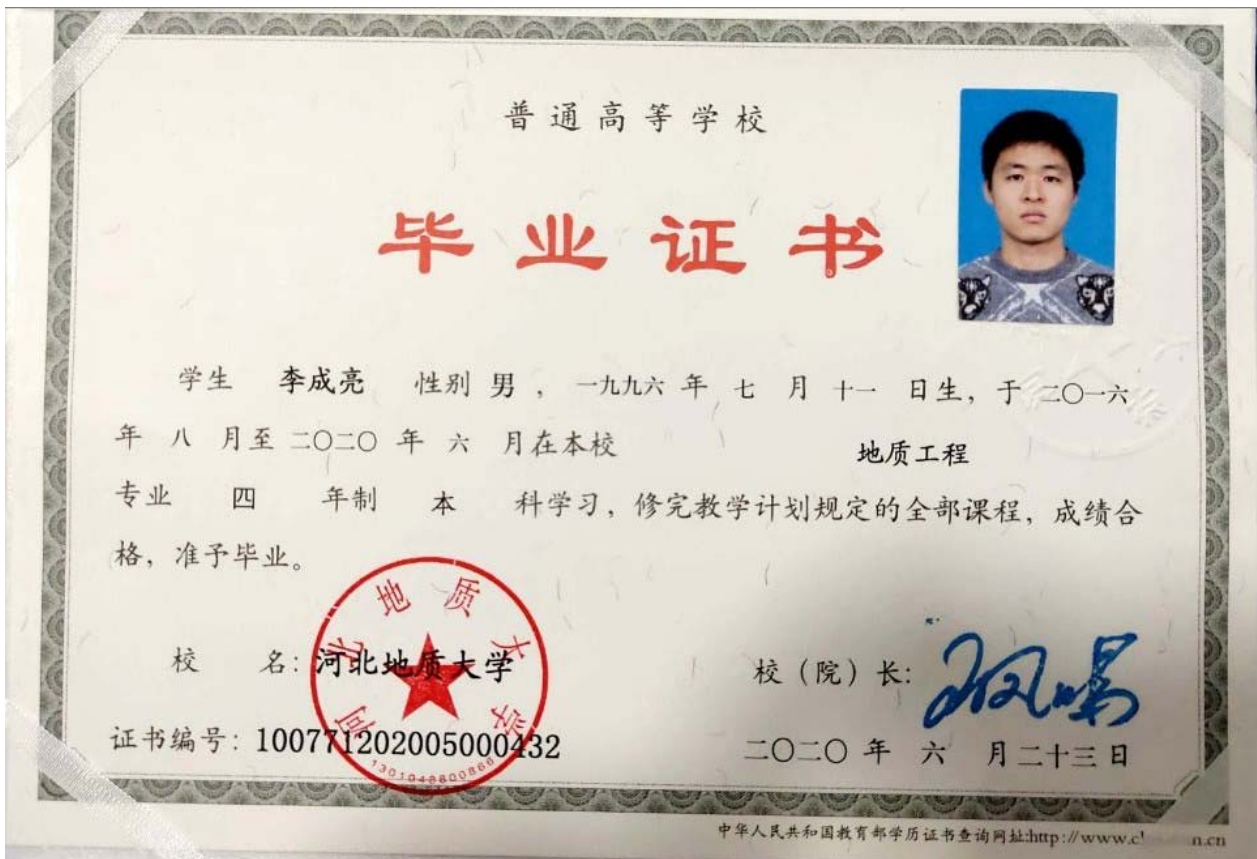 普通高等学校
毕业证书
学生 李成亮 性别 男 ，一九九六 年 七 月 十一 日生，于 二〇一六
年 八 月至 二〇二〇 年 六 月在本校 地质工程
专业 四 年制 本 科学习，修完教学计划规定的全部课程，成绩合
格，准予毕业。
河北地质大学
校 名：河北地质大学
校（院）长：
证书编号：100771202005000432
1301048600866
二〇二〇 年 六 月二十三日
中华人民共和国教育部学历证书查询网址:http://www.c n.cn